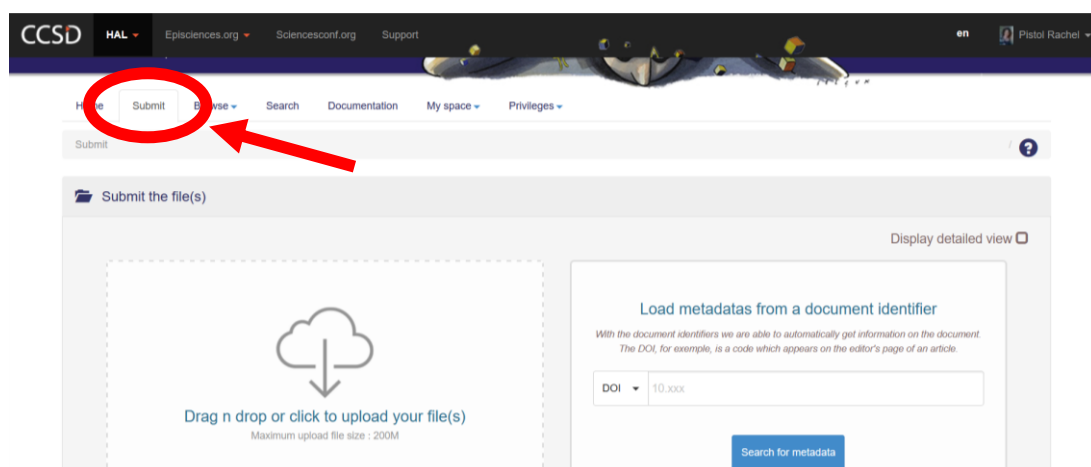 CCSD HAL Episciences.org Sciencesconf.org Support en Pistol Rachel
Home Submit Browse Search Documentation My space Privileges
Submit /
Submit the file(s)
Display detailed view
Load metadatas from a document identifier
With the document identifiers we are able to automatically get information on the document.
The DOI, for exemple, is a code which appears on the editor's page of an article.
DOI 10.xxx
Drag n drop or click to upload your file(s)
Maximum upload file size : 200M
Search for metadata